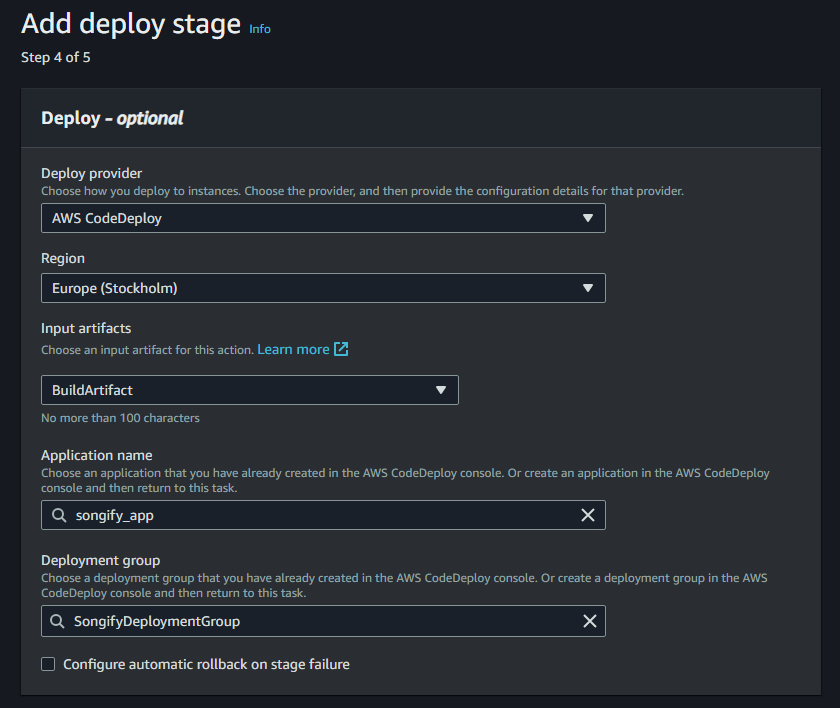 Add deploy stage Info
Step 4 of 5
Deploy – optional
Deploy provider
Choose how you deploy to instances. Choose the provider, and then provide the configuration details for that provider.
AWS CodeDeploy
Region
Europe (Stockholm)
Input artifacts
Choose an input artifact for this action. Learn more
BuildArtifact
No more than 100 characters
Application name
Choose an application that you have already created in the AWS CodeDeploy console. Or create an application in the AWS CodeDeploy
console and then return to this task.
songify_app
Deployment group
Choose a deployment group that you have already created in the AWS CodeDeploy console. Or create a deployment group in the AWS
CodeDeploy console and then return to this task.
SongifyDeploymentGroup
Configure automatic rollback on stage failure